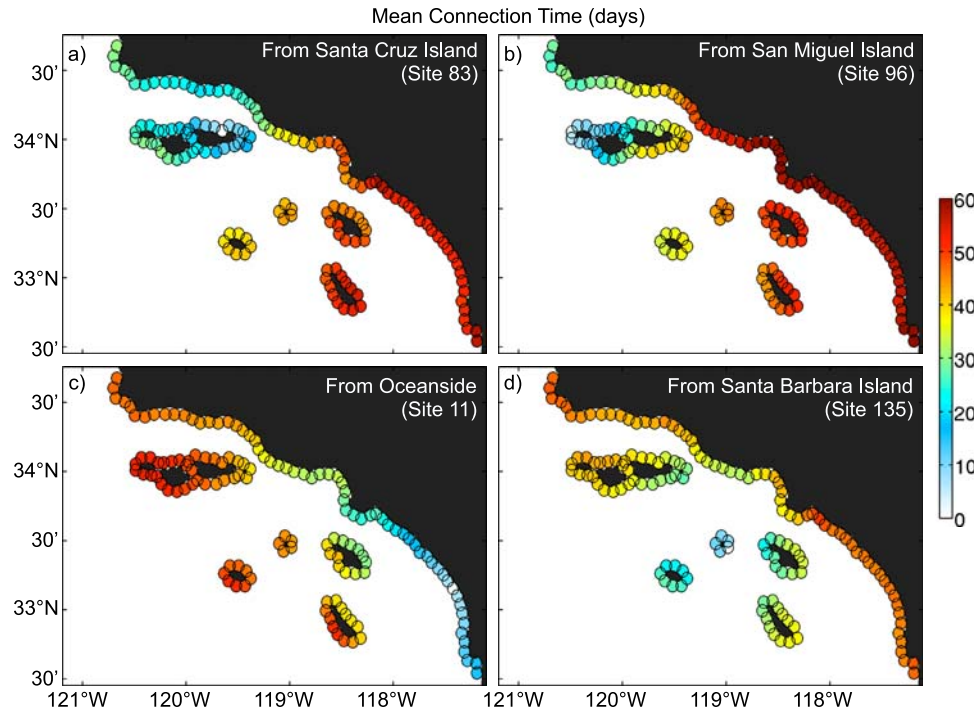 Mean Connection Time (days)
a)
From Santa Cruz Island
(Site 83)
b)
From San Miguel Island
(Site 96)
30'
34°N
30'
33°N
30'
60
50
40
30
20
10
0
c)
From Oceanside
(Site 11)
d)
From Santa Barbara Island
(Site 135)
30'
34°N
30'
33°N
30'
121°W 120°W 119°W 118°W 121°W 120°W 119°W 118°W